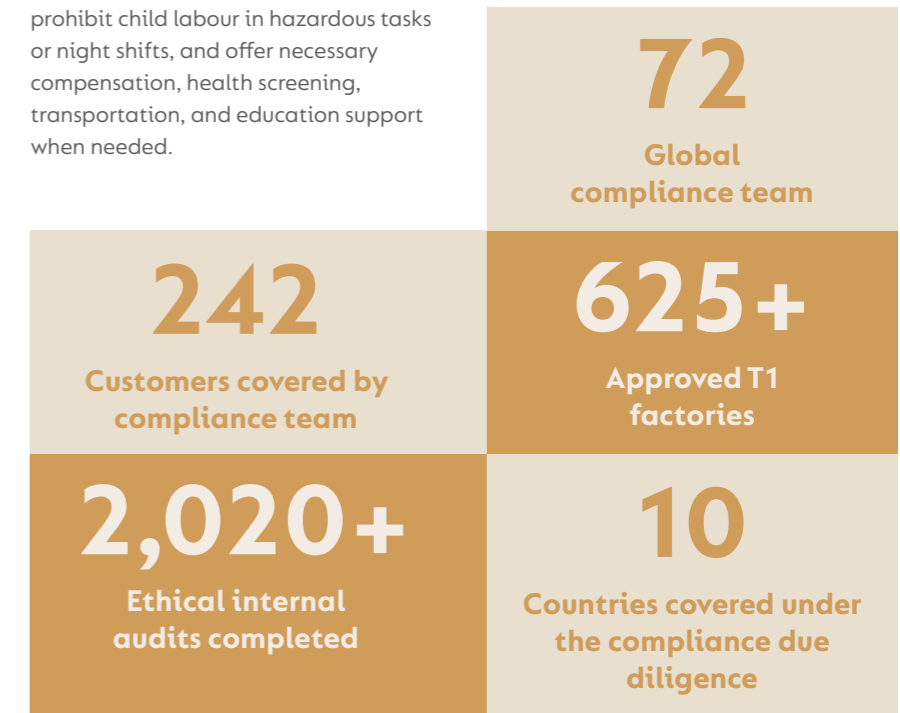 prohibit child labour in hazardous tasks
or night shifts, and offer necessary
compensation, health screening,
transportation, and education support
when needed.
72
Global
compliance team
242
Customers covered by
compliance team
625+
Approved T1
factories
2,020+
Ethical internal
audits completed
10
Countries covered under
the compliance due
diligence